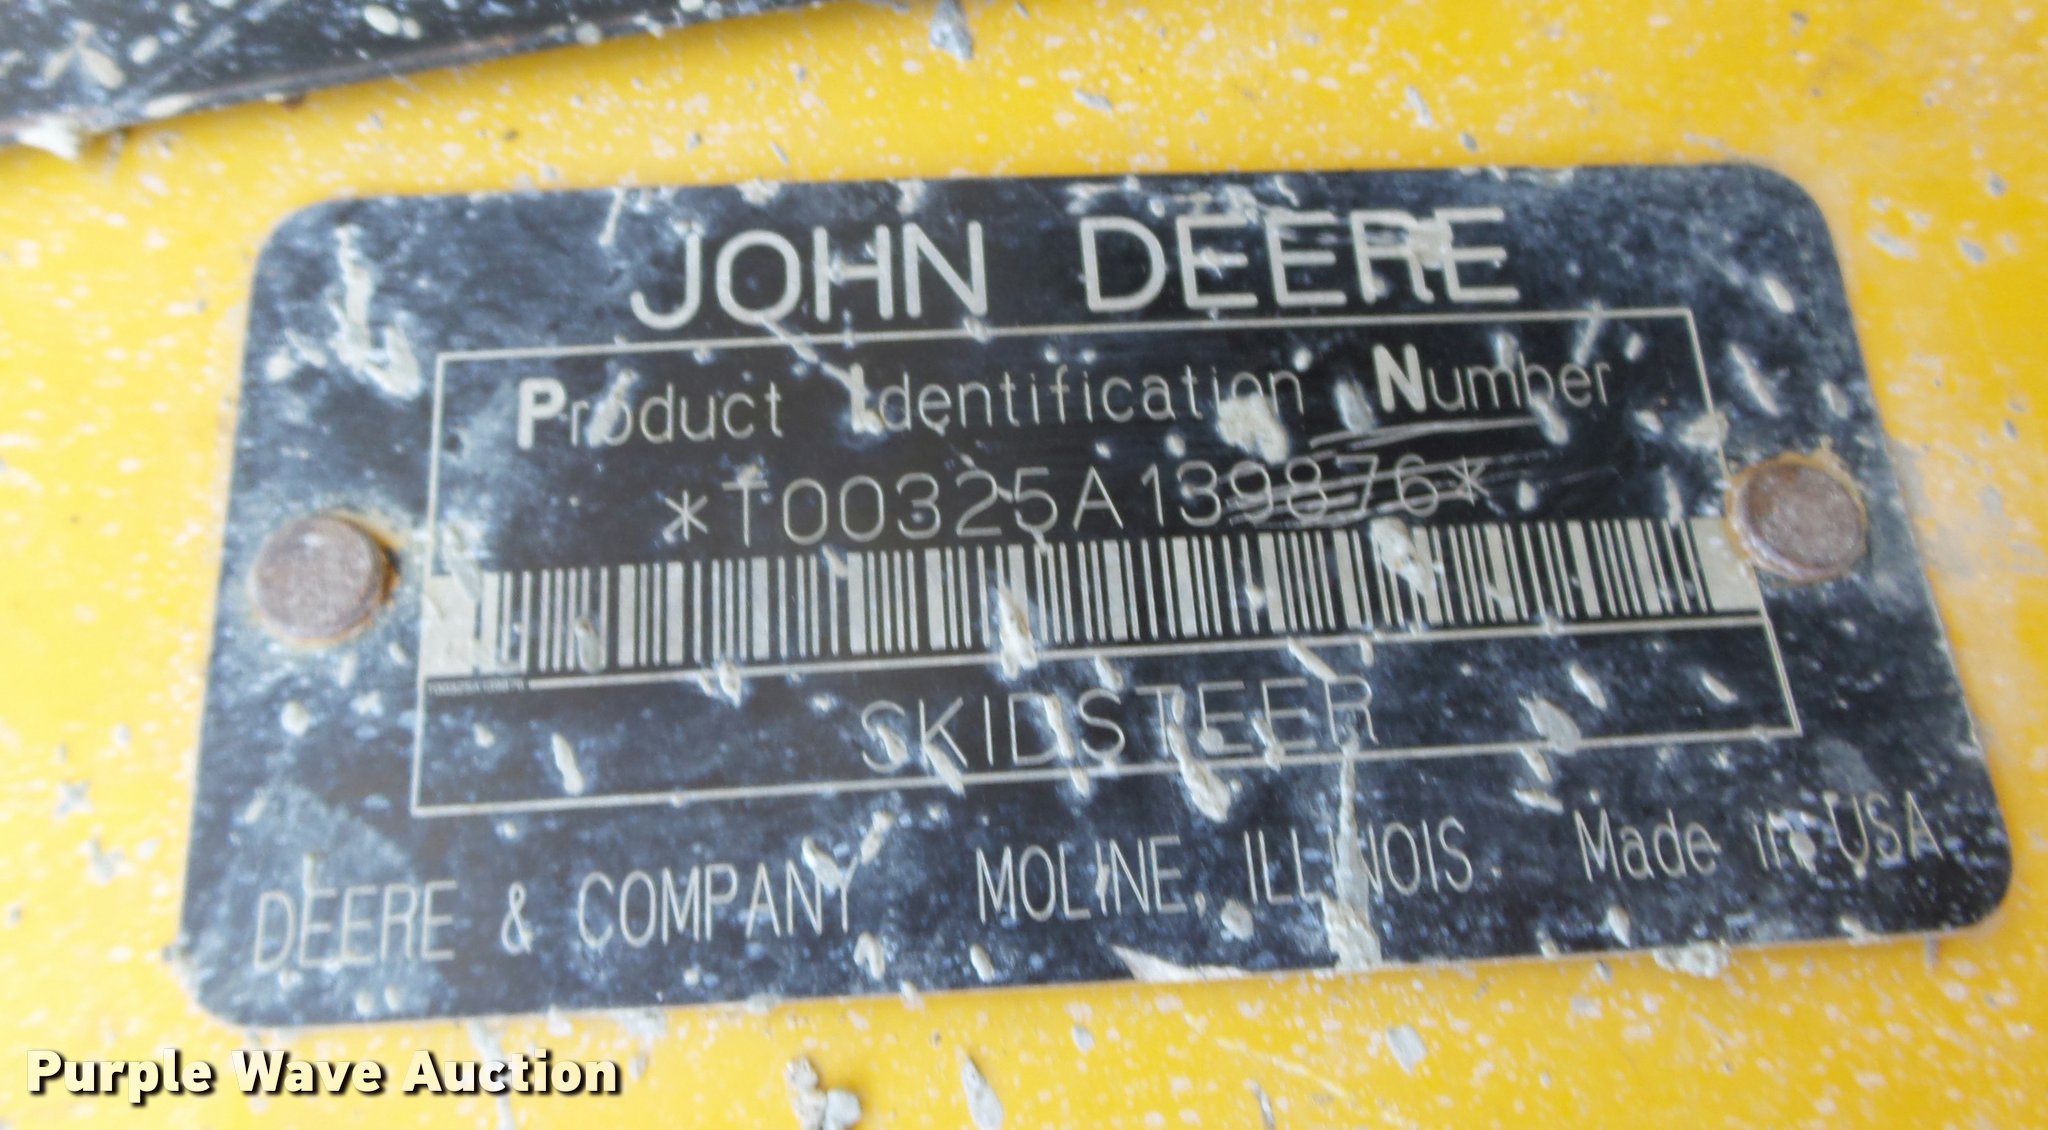 JOHN DEERE
Product Identification Number
*T00325A139876*
SKIDSTEER
DEERE & COMPANY MOLINE, ILLINOIS Made in USA
Purple Wave Auction